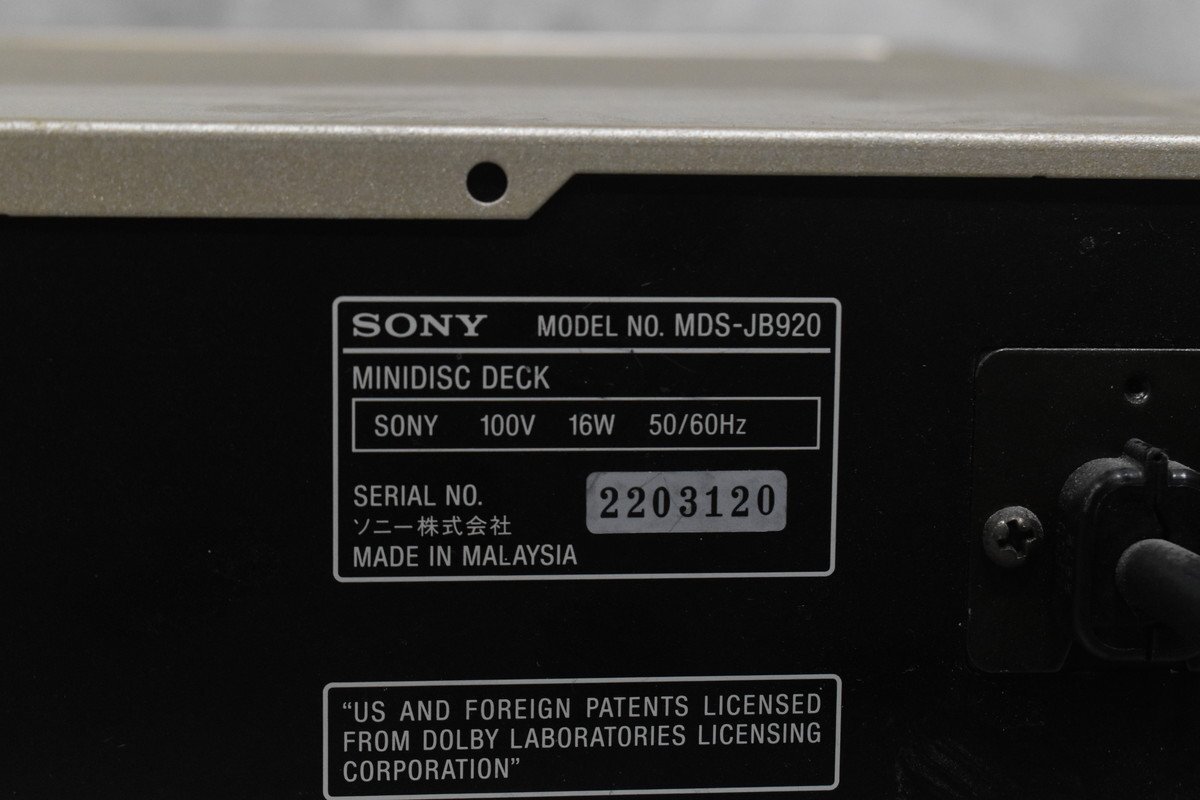 SONY MODEL NO. MDS-JB920
MINIDISC DECK
SONY 100V 16W 50/60Hz
SERIAL NO. 2203120
ソニー株式会社
MADE IN MALAYSIA
“US AND FOREIGN PATENTS LICENSED
FROM DOLBY LABORATORIES LICENSING
CORPORATION”